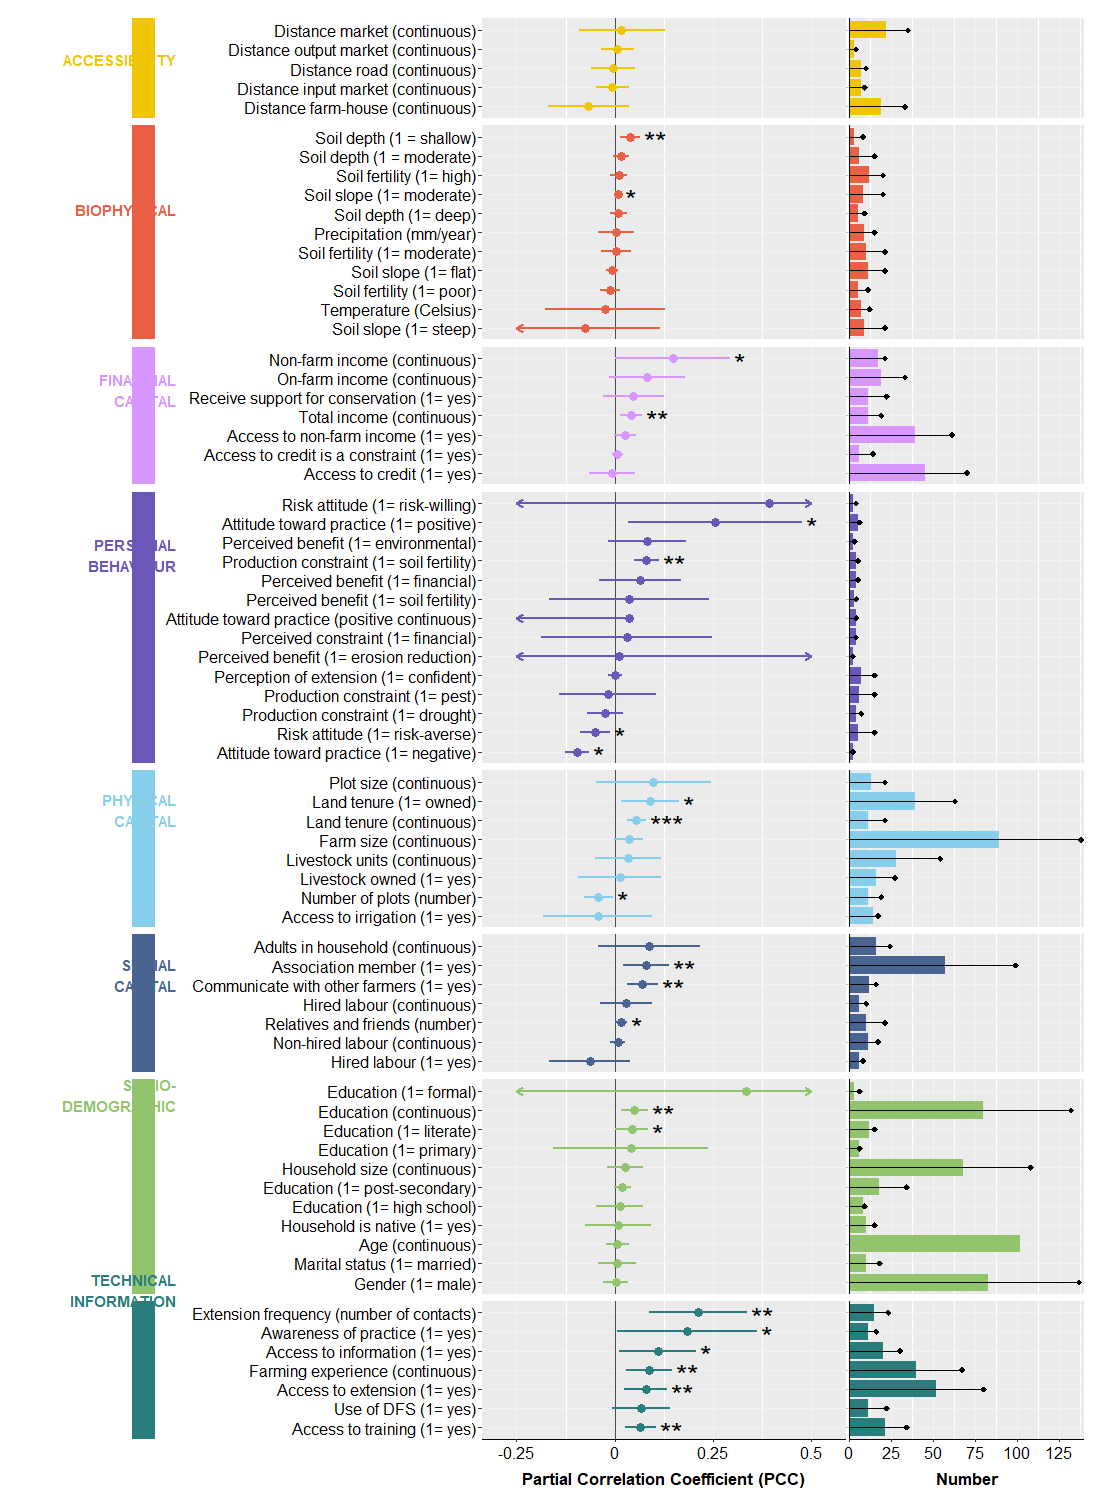 ACCESSIBILITY
Distance market (continuous)
Distance output market (continuous)
Distance road (continuous)
Distance input market (continuous)
Distance farm-house (continuous)
BIOPHYSICAL
Soil depth (1 = shallow)
**
Soil depth (1 = moderate)
Soil fertility (1= high)
Soil slope (1= moderate)
*
Soil depth (1= deep)
Precipitation (mm/year)
Soil fertility (1= moderate)
Soil slope (1= flat)
Soil fertility (1= poor)
Temperature (Celsius)
Soil slope (1= steep)
FINANCIAL
CAPITAL
Non-farm income (continuous)
*
On-farm income (continuous)
Receive support for conservation (1= yes)
Total income (continuous)
**
Access to non-farm income (1= yes)
Access to credit is a constraint (1= yes)
Access to credit (1= yes)
PERSONAL
BEHAVIOUR
Risk attitude (1= risk-willing)
Attitude toward practice (1= positive)
*
Perceived benefit (1= environmental)
Production constraint (1= soil fertility)
**
Perceived benefit (1= financial)
Perceived benefit (1= soil fertility)
Attitude toward practice (positive continuous)
Perceived constraint (1= financial)
Perceived benefit (1= erosion reduction)
Perception of extension (1= confident)
Production constraint (1= pest)
Production constraint (1= drought)
Risk attitude (1= risk-averse)
*
Attitude toward practice (1= negative)
*
PHYSICAL
CAPITAL
Plot size (continuous)
Land tenure (1= owned)
*
Land tenure (continuous)
***
Farm size (continuous)
Livestock units (continuous)
Livestock owned (1= yes)
Number of plots (number)
*
Access to irrigation (1= yes)
SOCIAL
CAPITAL
Adults in household (continuous)
Association member (1= yes)
**
Communicate with other farmers (1= yes)
**
Hired labour (continuous)
Relatives and friends (number)
*
Non-hired labour (continuous)
Hired labour (1= yes)
SOCIO-
DEMOGRAPHIC
Education (1= formal)
Education (continuous)
**
Education (1= literate)
*
Education (1= primary)
Household size (continuous)
Education (1= post-secondary)
Education (1= high school)
Household is native (1= yes)
Age (continuous)
Marital status (1= married)
Gender (1= male)
TECHNICAL
INFORMATION
Extension frequency (number of contacts)
**
Awareness of practice (1= yes)
*
Access to information (1= yes)
*
Farming experience (continuous)
**
Access to extension (1= yes)
**
Use of DFS (1= yes)
Access to training (1= yes)
**
-0.25 0 0.25 0.5
Partial Correlation Coefficient (PCC)
0 25 50 75 100 125
Number